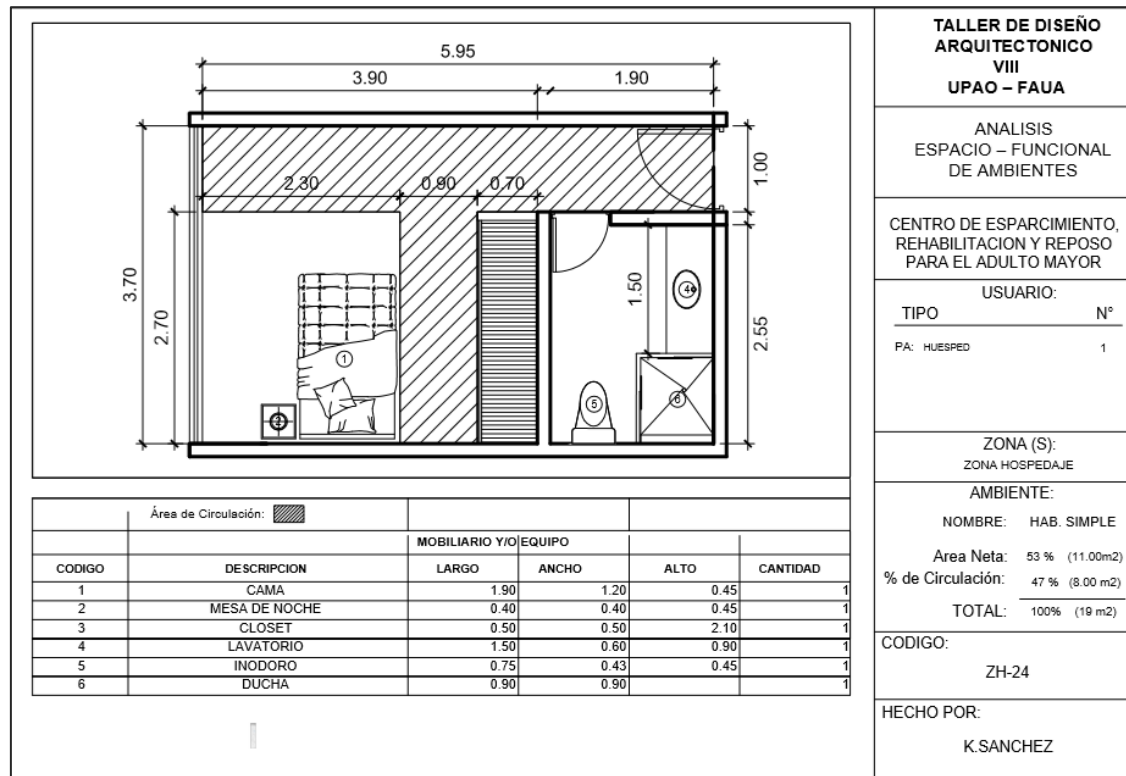 5.95
3.90
1.90
2.30
0.90
0.70
1.00
3.70
2.70
1.50
2.55
1
2
4
5
6
Área de Circulación:
MOBILIARIO Y/O EQUIPO
CODIGO DESCRIPCION LARGO ANCHO ALTO CANTIDAD
1 CAMA 1.90 1.20 0.45 1
2 MESA DE NOCHE 0.40 0.40 0.45 1
3 CLOSET 0.50 0.50 2.10 1
4 LAVATORIO 1.50 0.60 0.90 1
5 INODORO 0.75 0.43 0.45 1
6 DUCHA 0.90 0.90 1
TALLER DE DISEÑO
ARQUITECTONICO
VIII
UPAO – FAUA
ANALISIS
ESPACIO – FUNCIONAL
DE AMBIENTES
CENTRO DE ESPARCIMIENTO,
REHABILITACION Y REPOSO
PARA EL ADULTO MAYOR
USUARIO:
TIPO N°
PA: HUESPED 1
ZONA (S):
ZONA HOSPEDAJE
AMBIENTE:
NOMBRE: HAB. SIMPLE
Area Neta: 53 % (11.00m2)
% de Circulación: 47 % (8.00 m2)
TOTAL: 100% (19 m2)
CODIGO:
ZH-24
HECHO POR:
K.SANCHEZ